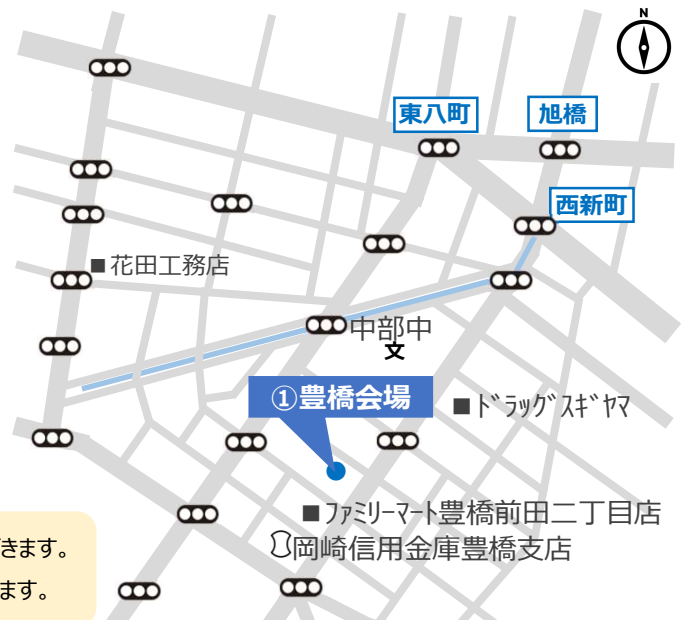 N
東八町
旭橋
西新町
■花田工務店
中部中
文
①豊橋会場
■ドラッグスギヤマ
■ファミリーマート豊橋前田二丁目店
岡崎信用金庫豊橋支店
きます。
ます。